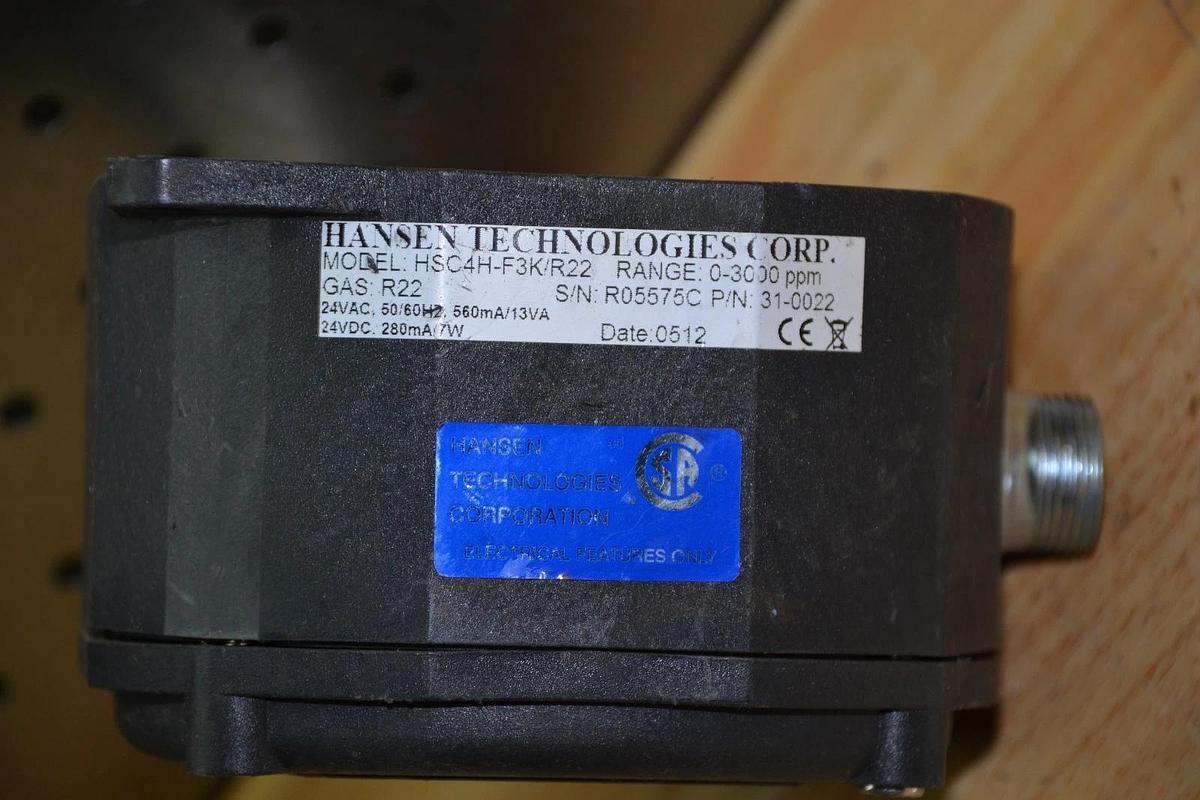 HANSEN TECHNOLOGIES CORP.
MODEL: HSC4H-F3K/R22 RANGE: 0-3000 ppm
GAS: R22 S/N: R05575C P/N: 31-0022
24VAC, 50/60HZ, 560mA/13VA
24VDC. 280mA/7W Date:0512 CE
HANSEN
TECHNOLOGIES
CORPORATION
CSA ®
ELECTRICAL FEATURES ONLY